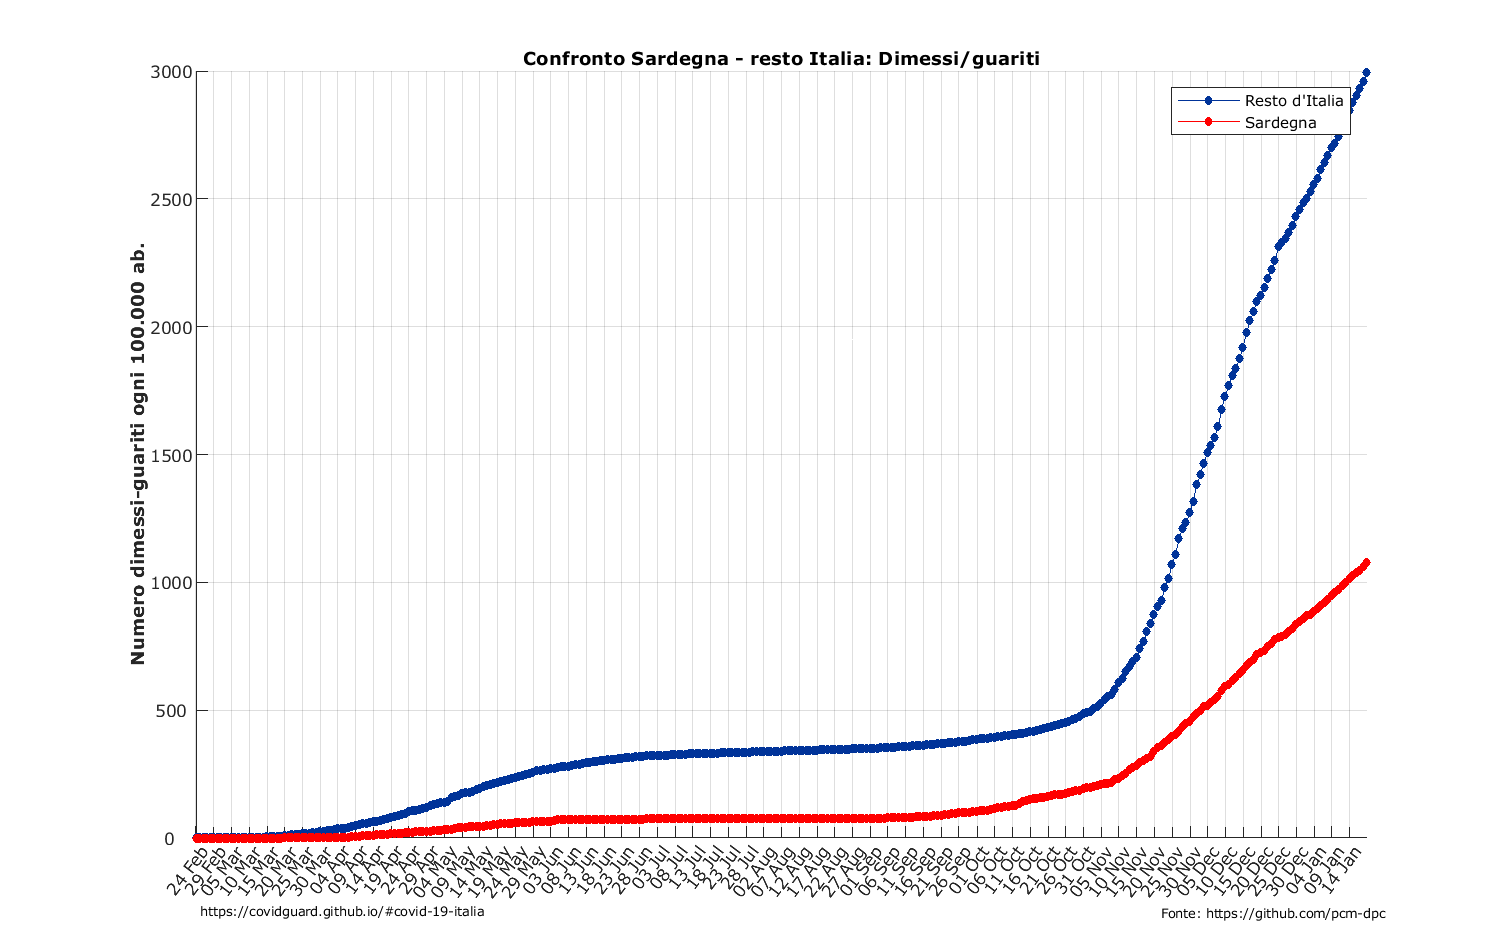 Confronto Sardegna - resto Italia: Dimessi/guariti
Resto d'Italia
Sardegna
Numero dimessi-guariti ogni 100.000 ab.
3000
2500
2000
1500
1000
500
0
24 Feb
29 Feb
05 Mar
10 Mar
15 Mar
20 Mar
25 Mar
30 Mar
04 Apr
09 Apr
14 Apr
19 Apr
24 Apr
29 Apr
04 May
09 May
14 May
19 May
24 May
29 May
03 Jun
08 Jun
13 Jun
18 Jun
23 Jun
28 Jun
03 Jul
08 Jul
13 Jul
18 Jul
23 Jul
28 Jul
02 Aug
07 Aug
12 Aug
17 Aug
22 Aug
27 Aug
01 Sep
06 Sep
11 Sep
16 Sep
21 Sep
26 Sep
01 Oct
06 Oct
11 Oct
16 Oct
21 Oct
26 Oct
31 Oct
05 Nov
10 Nov
15 Nov
20 Nov
25 Nov
30 Nov
05 Dec
10 Dec
15 Dec
20 Dec
25 Dec
30 Dec
04 Jan
09 Jan
14 Jan
https://covidguard.github.io/#covid-19-italia
Fonte: https://github.com/pcm-dpc